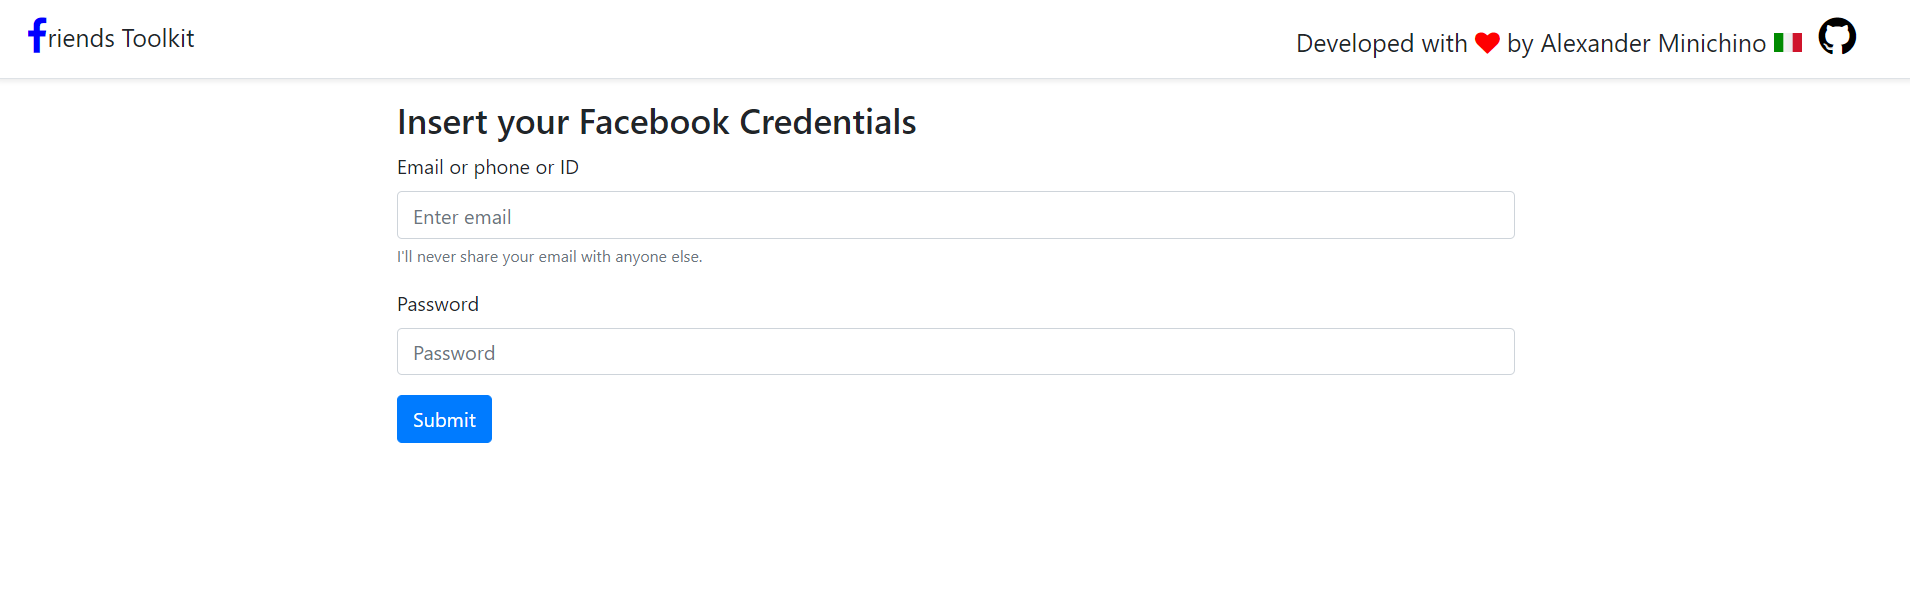 friends Toolkit
Developed with ❤ by Alexander Minichino 🇮🇹
Insert your Facebook Credentials
Email or phone or ID
Enter email
I'll never share your email with anyone else.
Password
Password
Submit